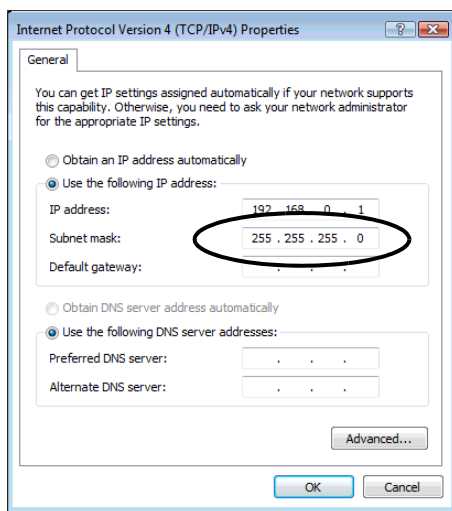 Internet Protocol Version 4 (TCP/IPv4) Properties ?
General
You can get IP settings assigned automatically if your network supports
this capability. Otherwise, you need to ask your network administrator
for the appropriate IP settings.
Obtain an IP address automatically
Use the following IP address:
IP address: 192 . 168 . 0 . 1
Subnet mask: 255 . 255 . 255 . 0
Default gateway: . . .
Obtain DNS server address automatically
Use the following DNS server addresses:
Preferred DNS server: . . .
Alternate DNS server: . . .
Advanced...
OK Cancel